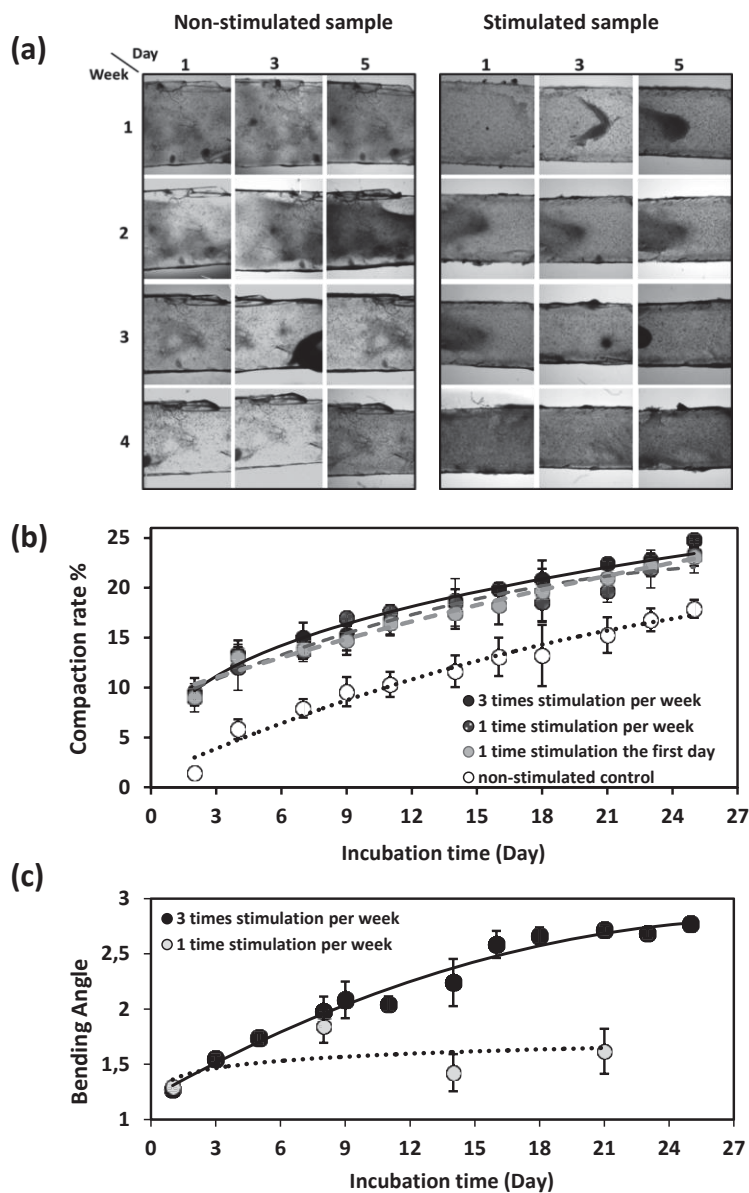 (a)
Non-stimulated sample
Stimulated sample
Day
Week
1 3 5
1 3 5
1
2
3
4
(b)
25
20
15
10
5
0
Compaction rate %
3 times stimulation per week
1 time stimulation per week
1 time stimulation the first day
non-stimulated control
0 3 6 9 12 15 18 21 24 27
Incubation time (Day)
(c)
3
2,5
2
1,5
1
Bending Angle
3 times stimulation per week
1 time stimulation per week
0 3 6 9 12 15 18 21 24 27
Incubation time (Day)